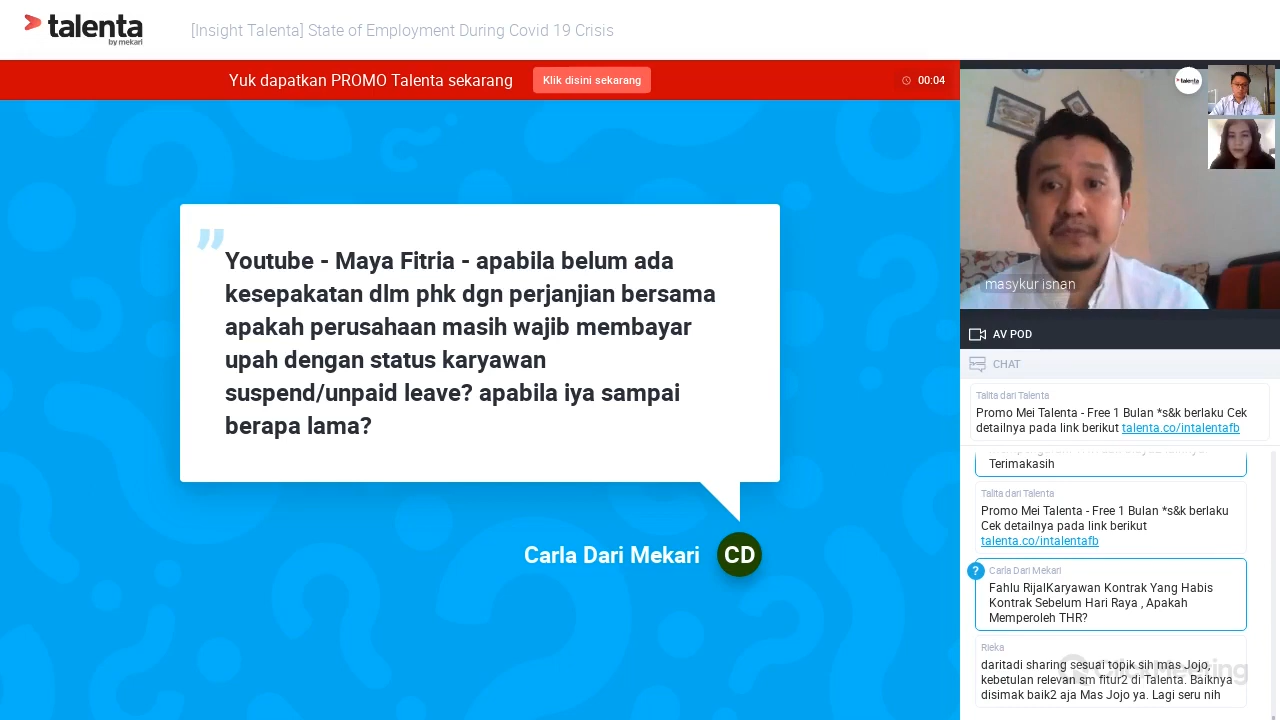 talenta
by mekari
[Insight Talenta] State of Employment During Covid 19 Crisis
Yuk dapatkan PROMO Talenta sekarang
Klik disini sekarang
00:04
Youtube - Maya Fitria - apabila belum ada
kesepakatan dlm phk dgn perjanjian bersama
apakah perusahaan masih wajib membayar
upah dengan status karyawan
suspend/unpaid leave? apabila iya sampai
berapa lama?
Carla Dari Mekari
CD
talenta
masykur isnan
AV POD
CHAT
Talita dari Talenta
Promo Mei Talenta - Free 1 Bulan *s&k berlaku Cek
detailnya pada link berikut talenta.co/intalentafb
Terimakasih
Talita dari Talenta
Promo Mei Talenta - Free 1 Bulan *s&k berlaku
Cek detailnya pada link berikut
talenta.co/intalentafb
?
Carla Dari Mekari
Fahlu RijalKaryawan Kontrak Yang Habis
Kontrak Sebelum Hari Raya , Apakah
Memperoleh THR?
Rieka
daritadi sharing sesuai topik sih mas Jojo,
kebetulan relevan sm fitur2 di Talenta. Baiknya
disimak baik2 aja Mas Jojo ya. Lagi seru nih